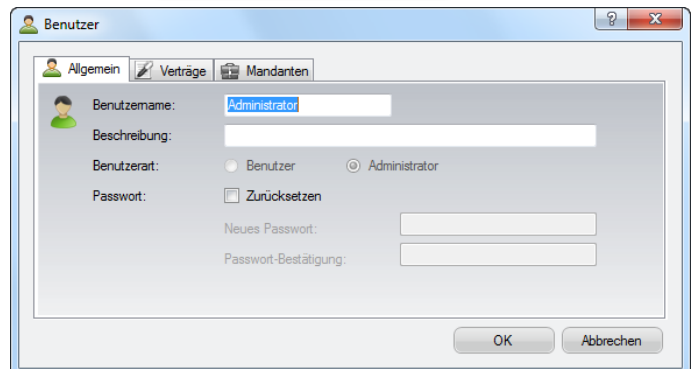 Benutzer
?
Allgemein Verträge Mandanten
Benutzername: Administrator
Beschreibung:
Benutzerart: Benutzer Administrator
Passwort: Zurücksetzen
Neues Passwort:
Passwort-Bestätigung:
OK Abbrechen